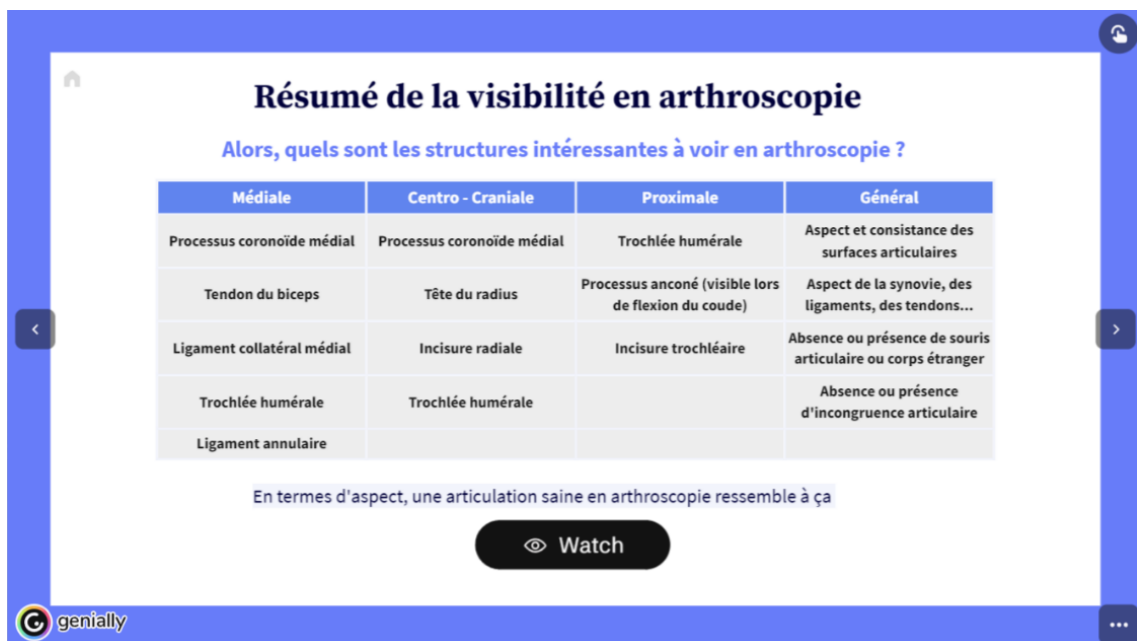 Résumé de la visibilité en arthroscopie
Alors, quels sont les structures intéressantes à voir en arthroscopie ?
Médiale Centro - Craniale Proximale Général
Processus coronoïde médial Processus coronoïde médial Trochlée humérale Aspect et consistance des
surfaces articulaires
Tendon du biceps Tête du radius Processus anconé (visible lors
de flexion du coude) Aspect de la synovie, des
ligaments, des tendons...
Ligament collatéral médial Incisure radiale Incisure trochléaire Absence ou présence de souris
articulaire ou corps étranger
Trochlée humérale Trochlée humérale Absence ou présence
d'incongruence articulaire
Ligament annulaire
En termes d'aspect, une articulation saine en arthroscopie ressemble à ça
Watch
genially